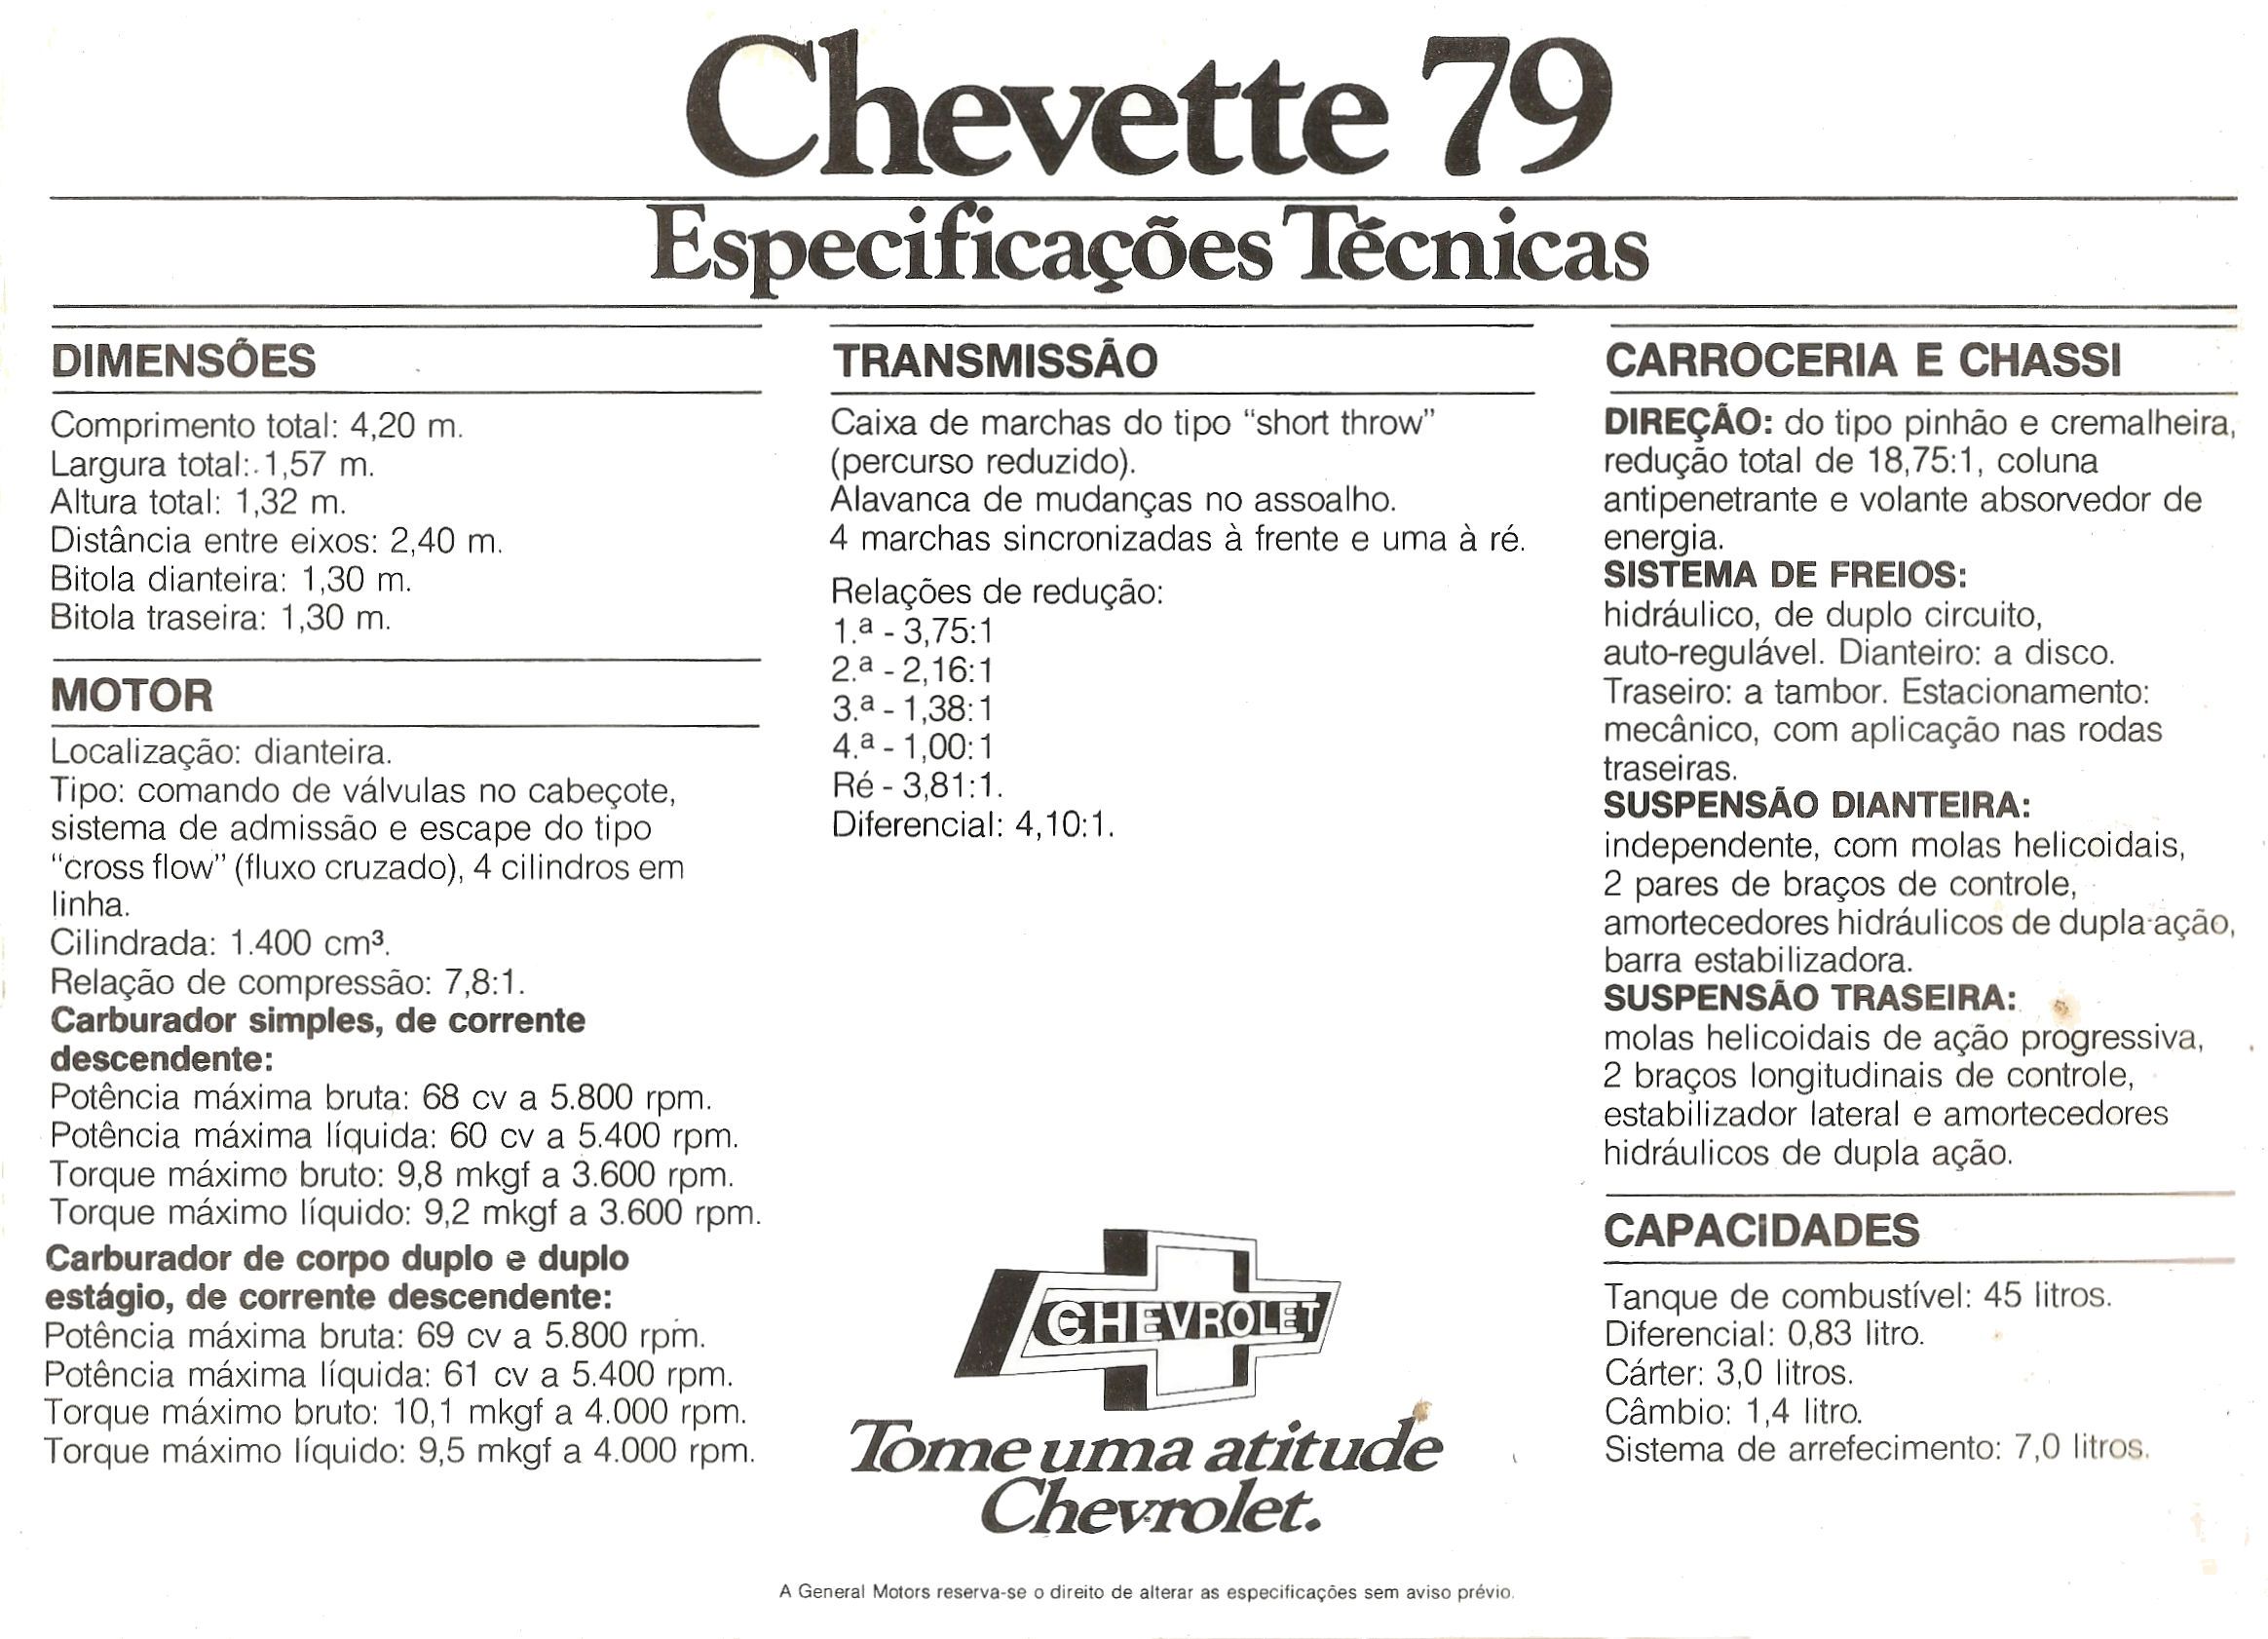 Chevette 79
Especificações Técnicas
DIMENSÕES
Comprimento total: 4,20 m.
Largura total: 1,57 m.
Altura total: 1,32 m.
Distância entre eixos: 2,40 m.
Bitola dianteira: 1,30 m.
Bitola traseira: 1,30 m.
MOTOR
Localização: dianteira.
Tipo: comando de válvulas no cabeçote,
sistema de admissão e escape do tipo
“cross flow” (fluxo cruzado), 4 cilindros em
linha.
Cilindrada: 1.400 cm³.
Relação de compressão: 7,8:1.
Carburador simples, de corrente
descendente:
Potência máxima bruta: 68 cv a 5.800 rpm.
Potência máxima líquida: 60 cv a 5.400 rpm.
Torque máximo bruto: 9,8 mkgf a 3.600 rpm.
Torque máximo líquido: 9,2 mkgf a 3.600 rpm.
Carburador de corpo duplo e duplo
estágio, de corrente descendente:
Potência máxima bruta: 69 cv a 5.800 rpm.
Potência máxima líquida: 61 cv a 5.400 rpm.
Torque máximo bruto: 10,1 mkgf a 4.000 rpm.
Torque máximo líquido: 9,5 mkgf a 4.000 rpm.
TRANSMISSÃO
Caixa de marchas do tipo “short throw”
(percurso reduzido).
Alavanca de mudanças no assoalho.
4 marchas sincronizadas à frente e uma à ré.
Relações de redução:
1.ª - 3,75:1
2.ª - 2,16:1
3.ª - 1,38:1
4.ª - 1,00:1
Ré - 3,81:1.
Diferencial: 4,10:1.
CHEVROLET
Tome uma atitude
Chevrolet.
CARROCERIA E CHASSI
DIREÇÃO: do tipo pinhão e cremalheira,
redução total de 18,75:1, coluna
antipenetrante e volante absorvedor de
energia.
SISTEMA DE FREIOS:
hidráulico, de duplo circuito,
auto-regulável. Dianteiro: a disco.
Traseiro: a tambor. Estacionamento:
mecânico, com aplicação nas rodas
traseiras.
SUSPENSÃO DIANTEIRA:
independente, com molas helicoidais,
2 pares de braços de controle,
amortecedores hidráulicos de dupla ação,
barra estabilizadora.
SUSPENSÃO TRASEIRA:
molas helicoidais de ação progressiva,
2 braços longitudinais de controle,
estabilizador lateral e amortecedores
hidráulicos de dupla ação.
CAPACIDADES
Tanque de combustível: 45 litros.
Diferencial: 0,83 litro.
Cárter: 3,0 litros.
Câmbio: 1,4 litro.
Sistema de arrefecimento: 7,0 litros.
A General Motors reserva-se o direito de alterar as especificações sem aviso prévio.